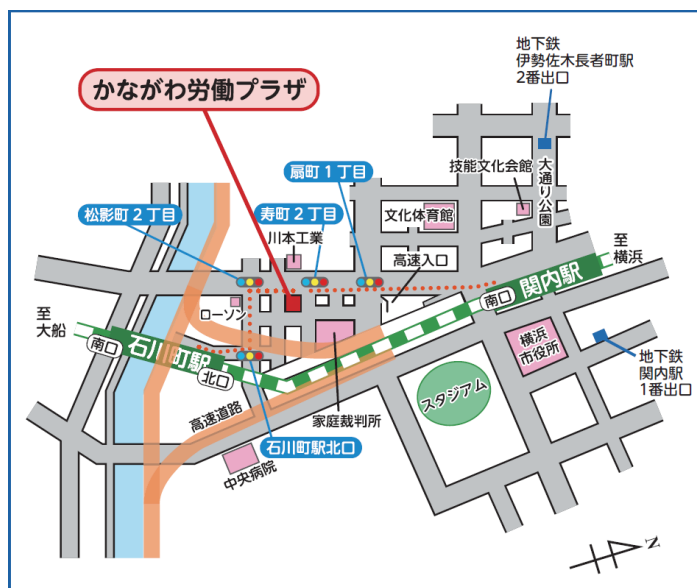 地下鉄
伊勢佐木長者町駅
2番出口
かながわ労働プラザ
扇町1丁目
技能文化会館
大通り公園
松影町2丁目
寿町2丁目
文化体育館
川本工業
高速入口
至
横浜
関内駅
南口
ローソン
至
大船
南口
石川町駅
北口
横浜
市役所
地下鉄
関内駅
1番出口
スタジアム
高速道路
家庭裁判所
石川町駅北口
中央病院
N